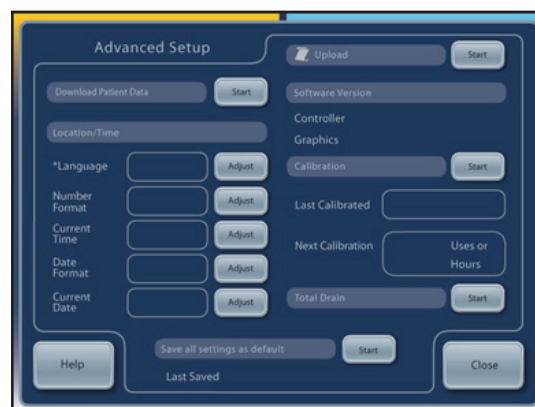 Advanced Setup
Download Patient Data Start
Location/Time
*Language Adjust
Number
Format Adjust
Current
Time Adjust
Date
Format Adjust
Current
Date Adjust
Upload Start
Software Version
Controller
Graphics
Calibration Start
Last Calibrated
Next Calibration Uses or
Hours
Total Drain Start
Save all settings as default Start
Last Saved
Help
Close